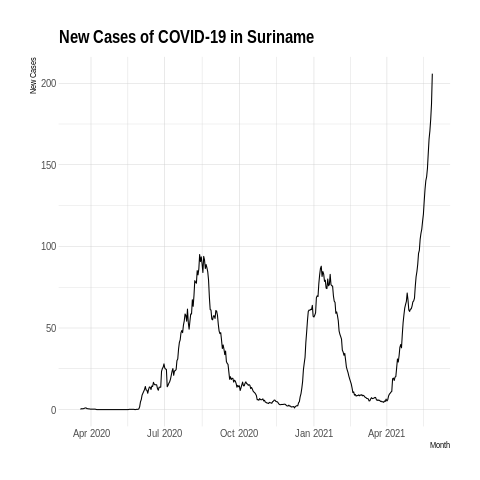 New Cases of COVID-19 in Suriname
New Cases
200
150
100
50
0
Apr 2020 Jul 2020 Oct 2020 Jan 2021 Apr 2021
Month